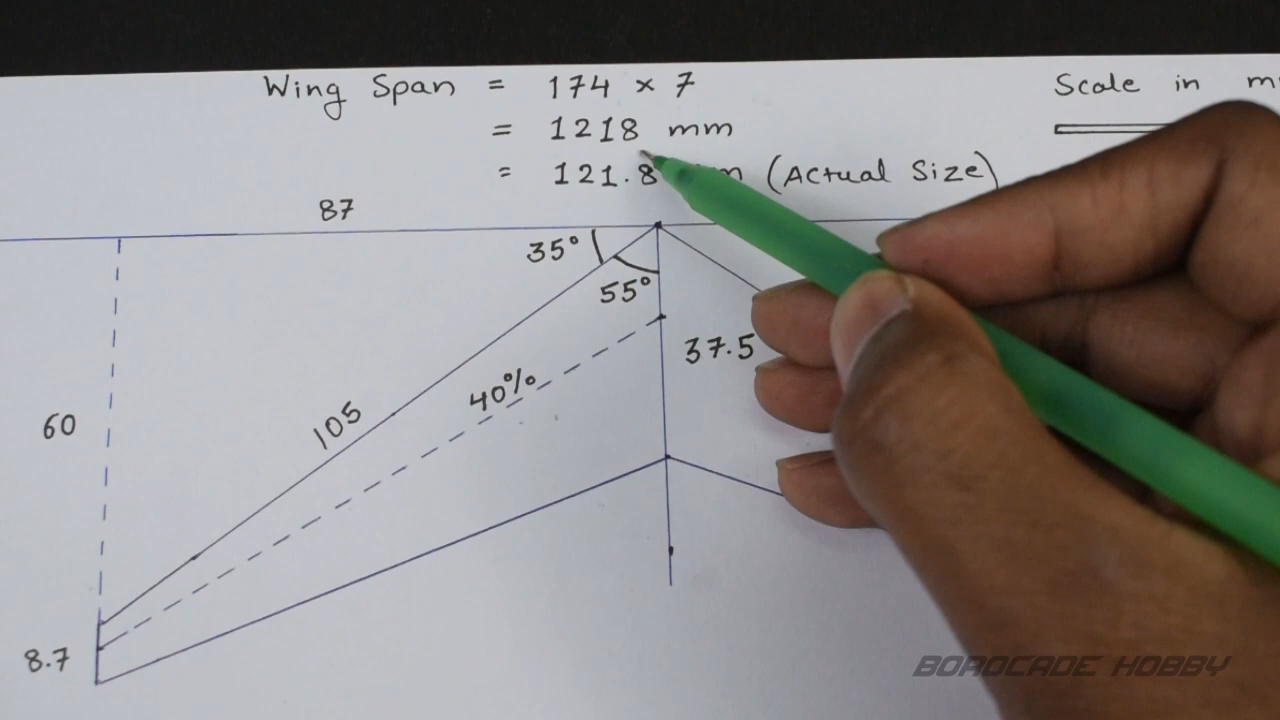 Wing Span = 174 × 7
Scale in
= 1218 mm
= 121.8 (Actual Size)
87
35°
55°
37.5
40%
105
60
8.7
BOROCADE HOBBY